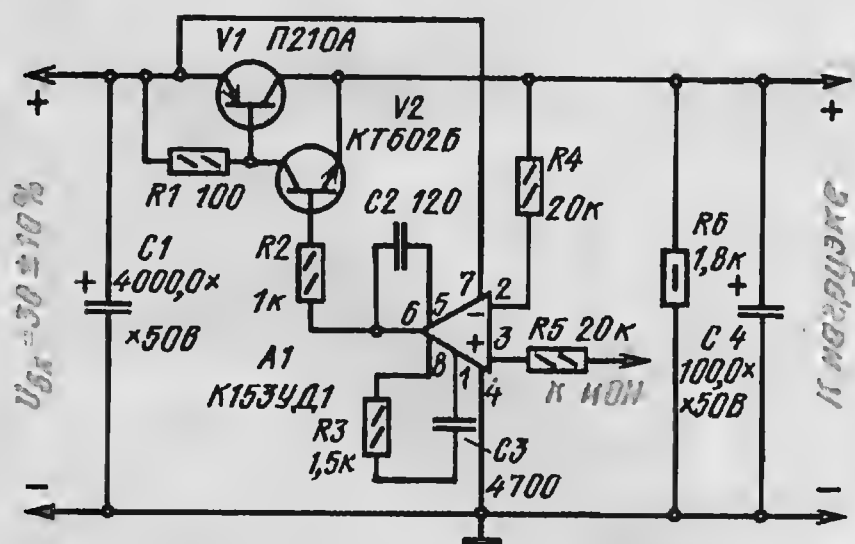 V1 П210А
V2
КТ602Б
+
+
R1 100
C2 120
R4
20к
R2
1к
C1
4000,0×
×50В
+
Uвх=30±10%
7
5
6
2
3
−
+
8
1
4
R5 20к
К ИОН
A1
К153УД1
R3
1,5к
C3
4700
R6
1,8к
+
C4
100,0×
×50В
−
−